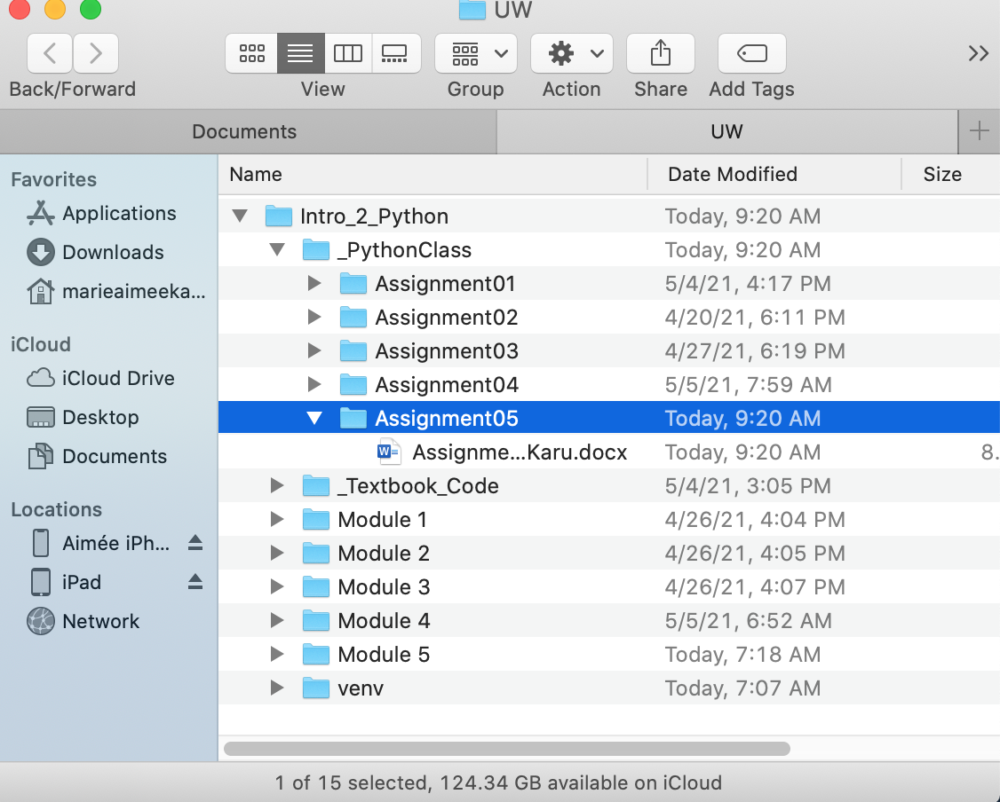 UW
Back/Forward View Group Action Share Add Tags
Documents UW
Favorites
Applications
Downloads
marieaimeeka...
iCloud
iCloud Drive
Desktop
Documents
Locations
Aimée iPh...
iPad
Network
Name Date Modified Size
Intro_2_Python Today, 9:20 AM
_PythonClass Today, 9:20 AM
Assignment01 5/4/21, 4:17 PM
Assignment02 4/20/21, 6:11 PM
Assignment03 4/27/21, 6:19 PM
Assignment04 5/5/21, 7:59 AM
Assignment05 Today, 9:20 AM
Assignme...Karu.docx Today, 9:20 AM 8.
_Textbook_Code 5/4/21, 3:05 PM
Module 1 4/26/21, 4:04 PM
Module 2 4/26/21, 4:05 PM
Module 3 4/26/21, 4:07 PM
Module 4 5/5/21, 6:52 AM
Module 5 Today, 7:18 AM
venv Today, 7:07 AM
1 of 15 selected, 124.34 GB available on iCloud